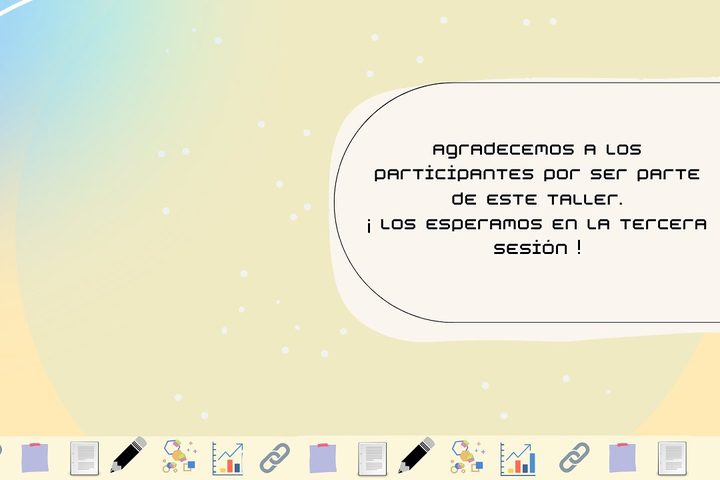 Agradecemos a los
participantes por ser parte
de este taller.
¡ Los esperamos en la tercera
sesión !